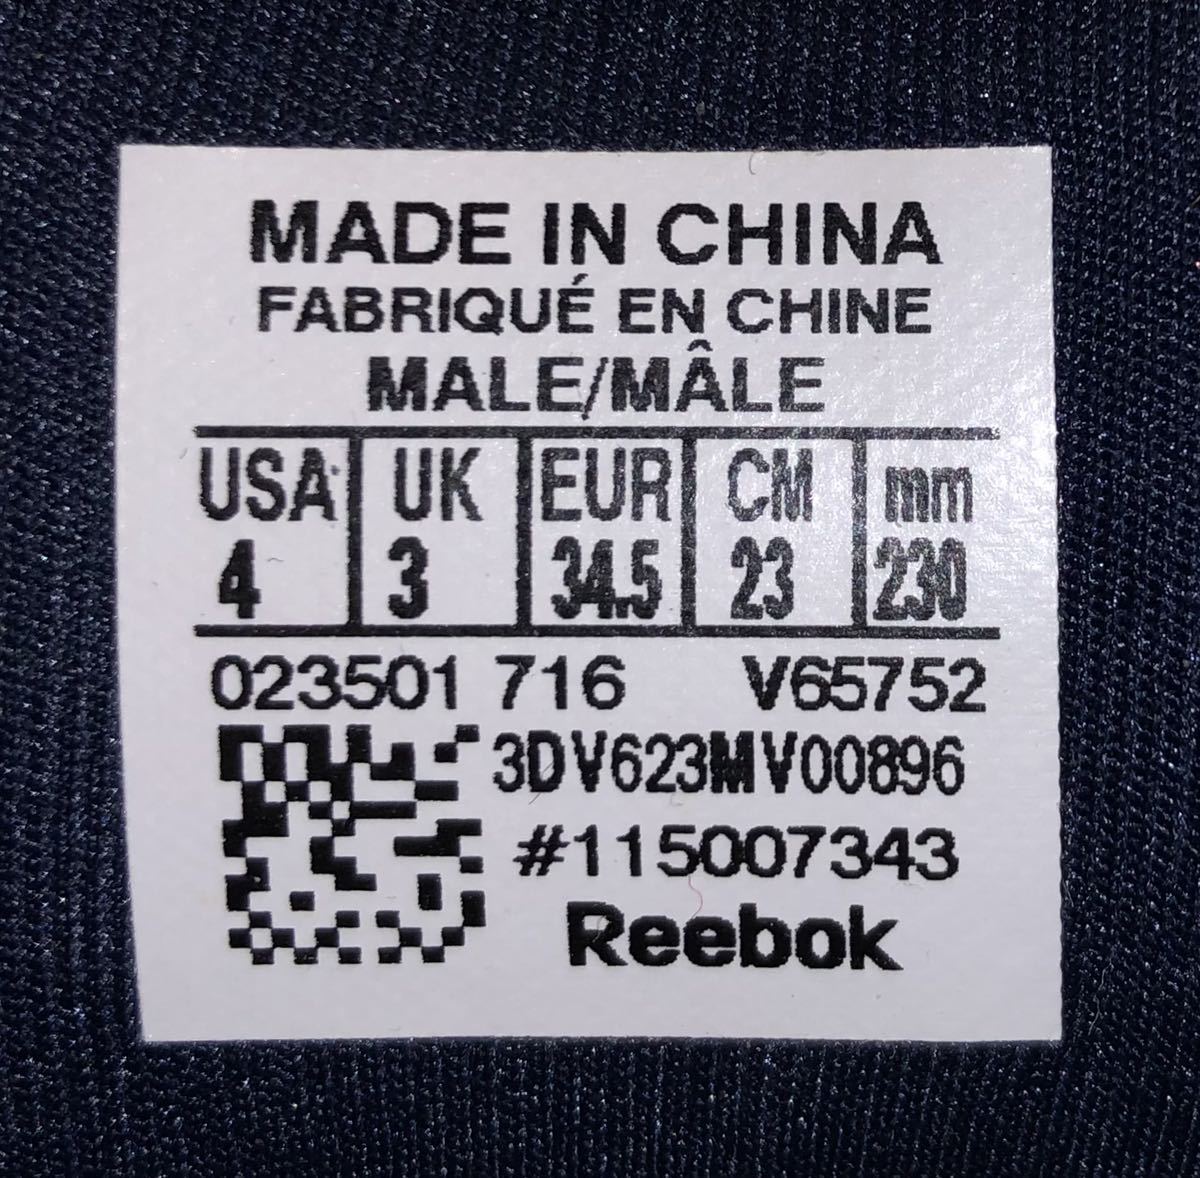 MADE IN CHINA
FABRIQUÉ EN CHINE
MALE/MÂLE
USA UK EUR CM mm
4 3 34.5 23 230
023501 716 V65752
3DV623MV00896
#115007343
Reebok